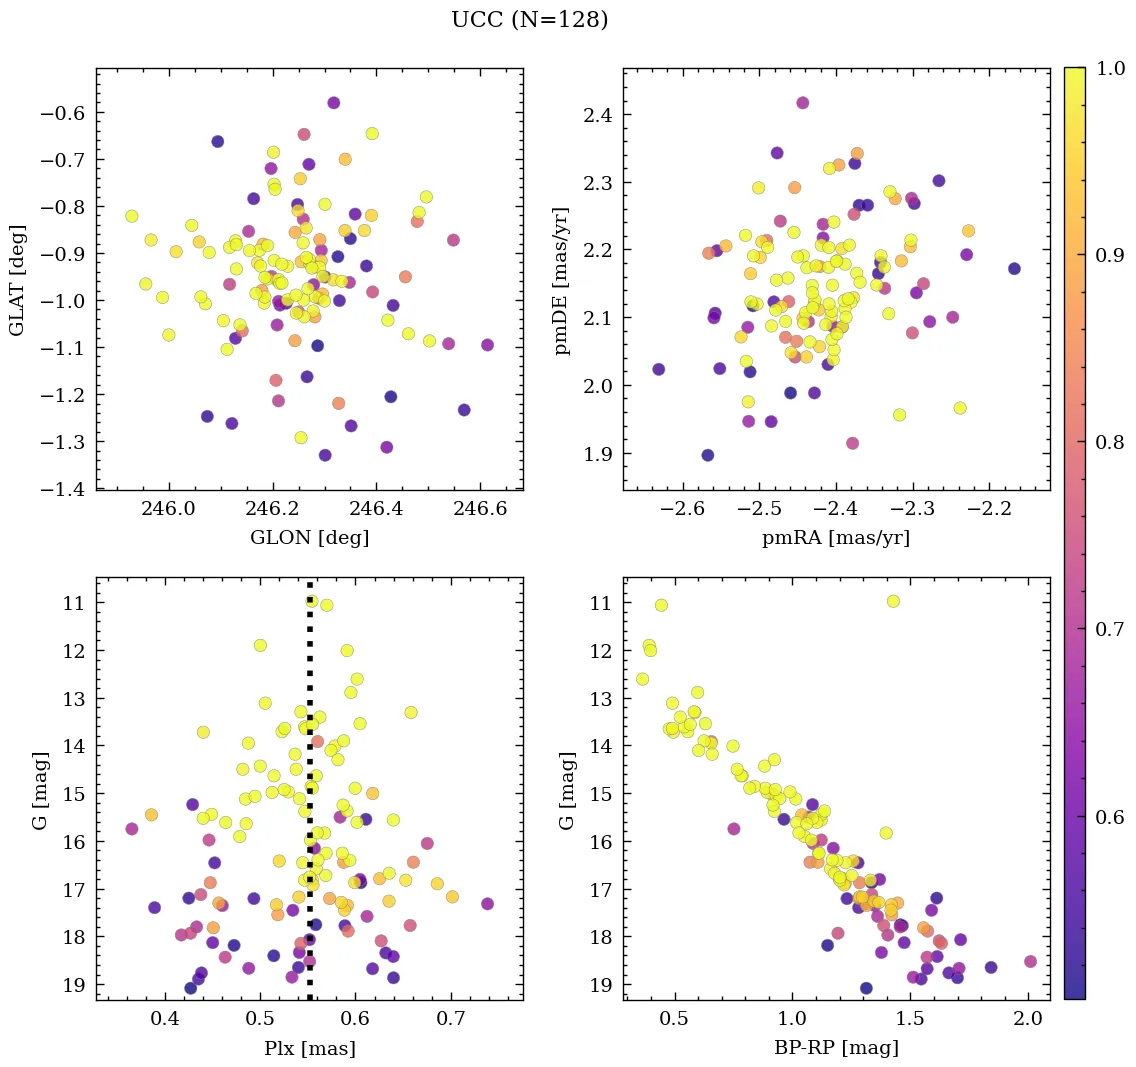 UCC (N=128)
−0.6
−0.7
−0.8
−0.9
−1.0
−1.1
−1.2
−1.3
−1.4
GLAT [deg]
246.0 246.2 246.4 246.6
GLON [deg]
2.4
2.3
2.2
2.1
2.0
1.9
pmDE [mas/yr]
−2.6 −2.5 −2.4 −2.3 −2.2
pmRA [mas/yr]
11
12
13
14
15
16
17
18
19
G [mag]
0.4 0.5 0.6 0.7
Plx [mas]
11
12
13
14
15
16
17
18
19
G [mag]
0.5 1.0 1.5 2.0
BP-RP [mag]
1.0
0.9
0.8
0.7
0.6